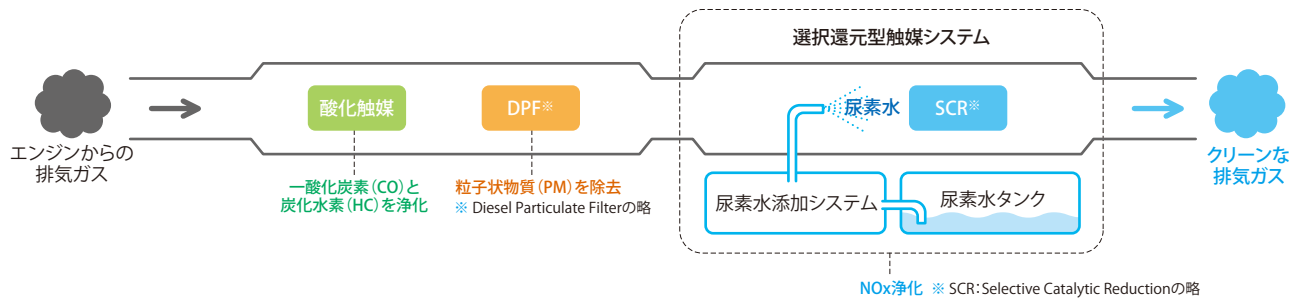 選択還元型触媒システム
エンジンからの
排気ガス
酸化触媒
DPF※
尿素水
SCR※
クリーンな
排気ガス
一酸化炭素（CO）と
炭化水素（HC）を浄化
粒子状物質（PM）を除去
※ Diesel Particulate Filterの略
尿素水添加システム
尿素水タンク
NOx浄化 ※ SCR：Selective Catalytic Reductionの略